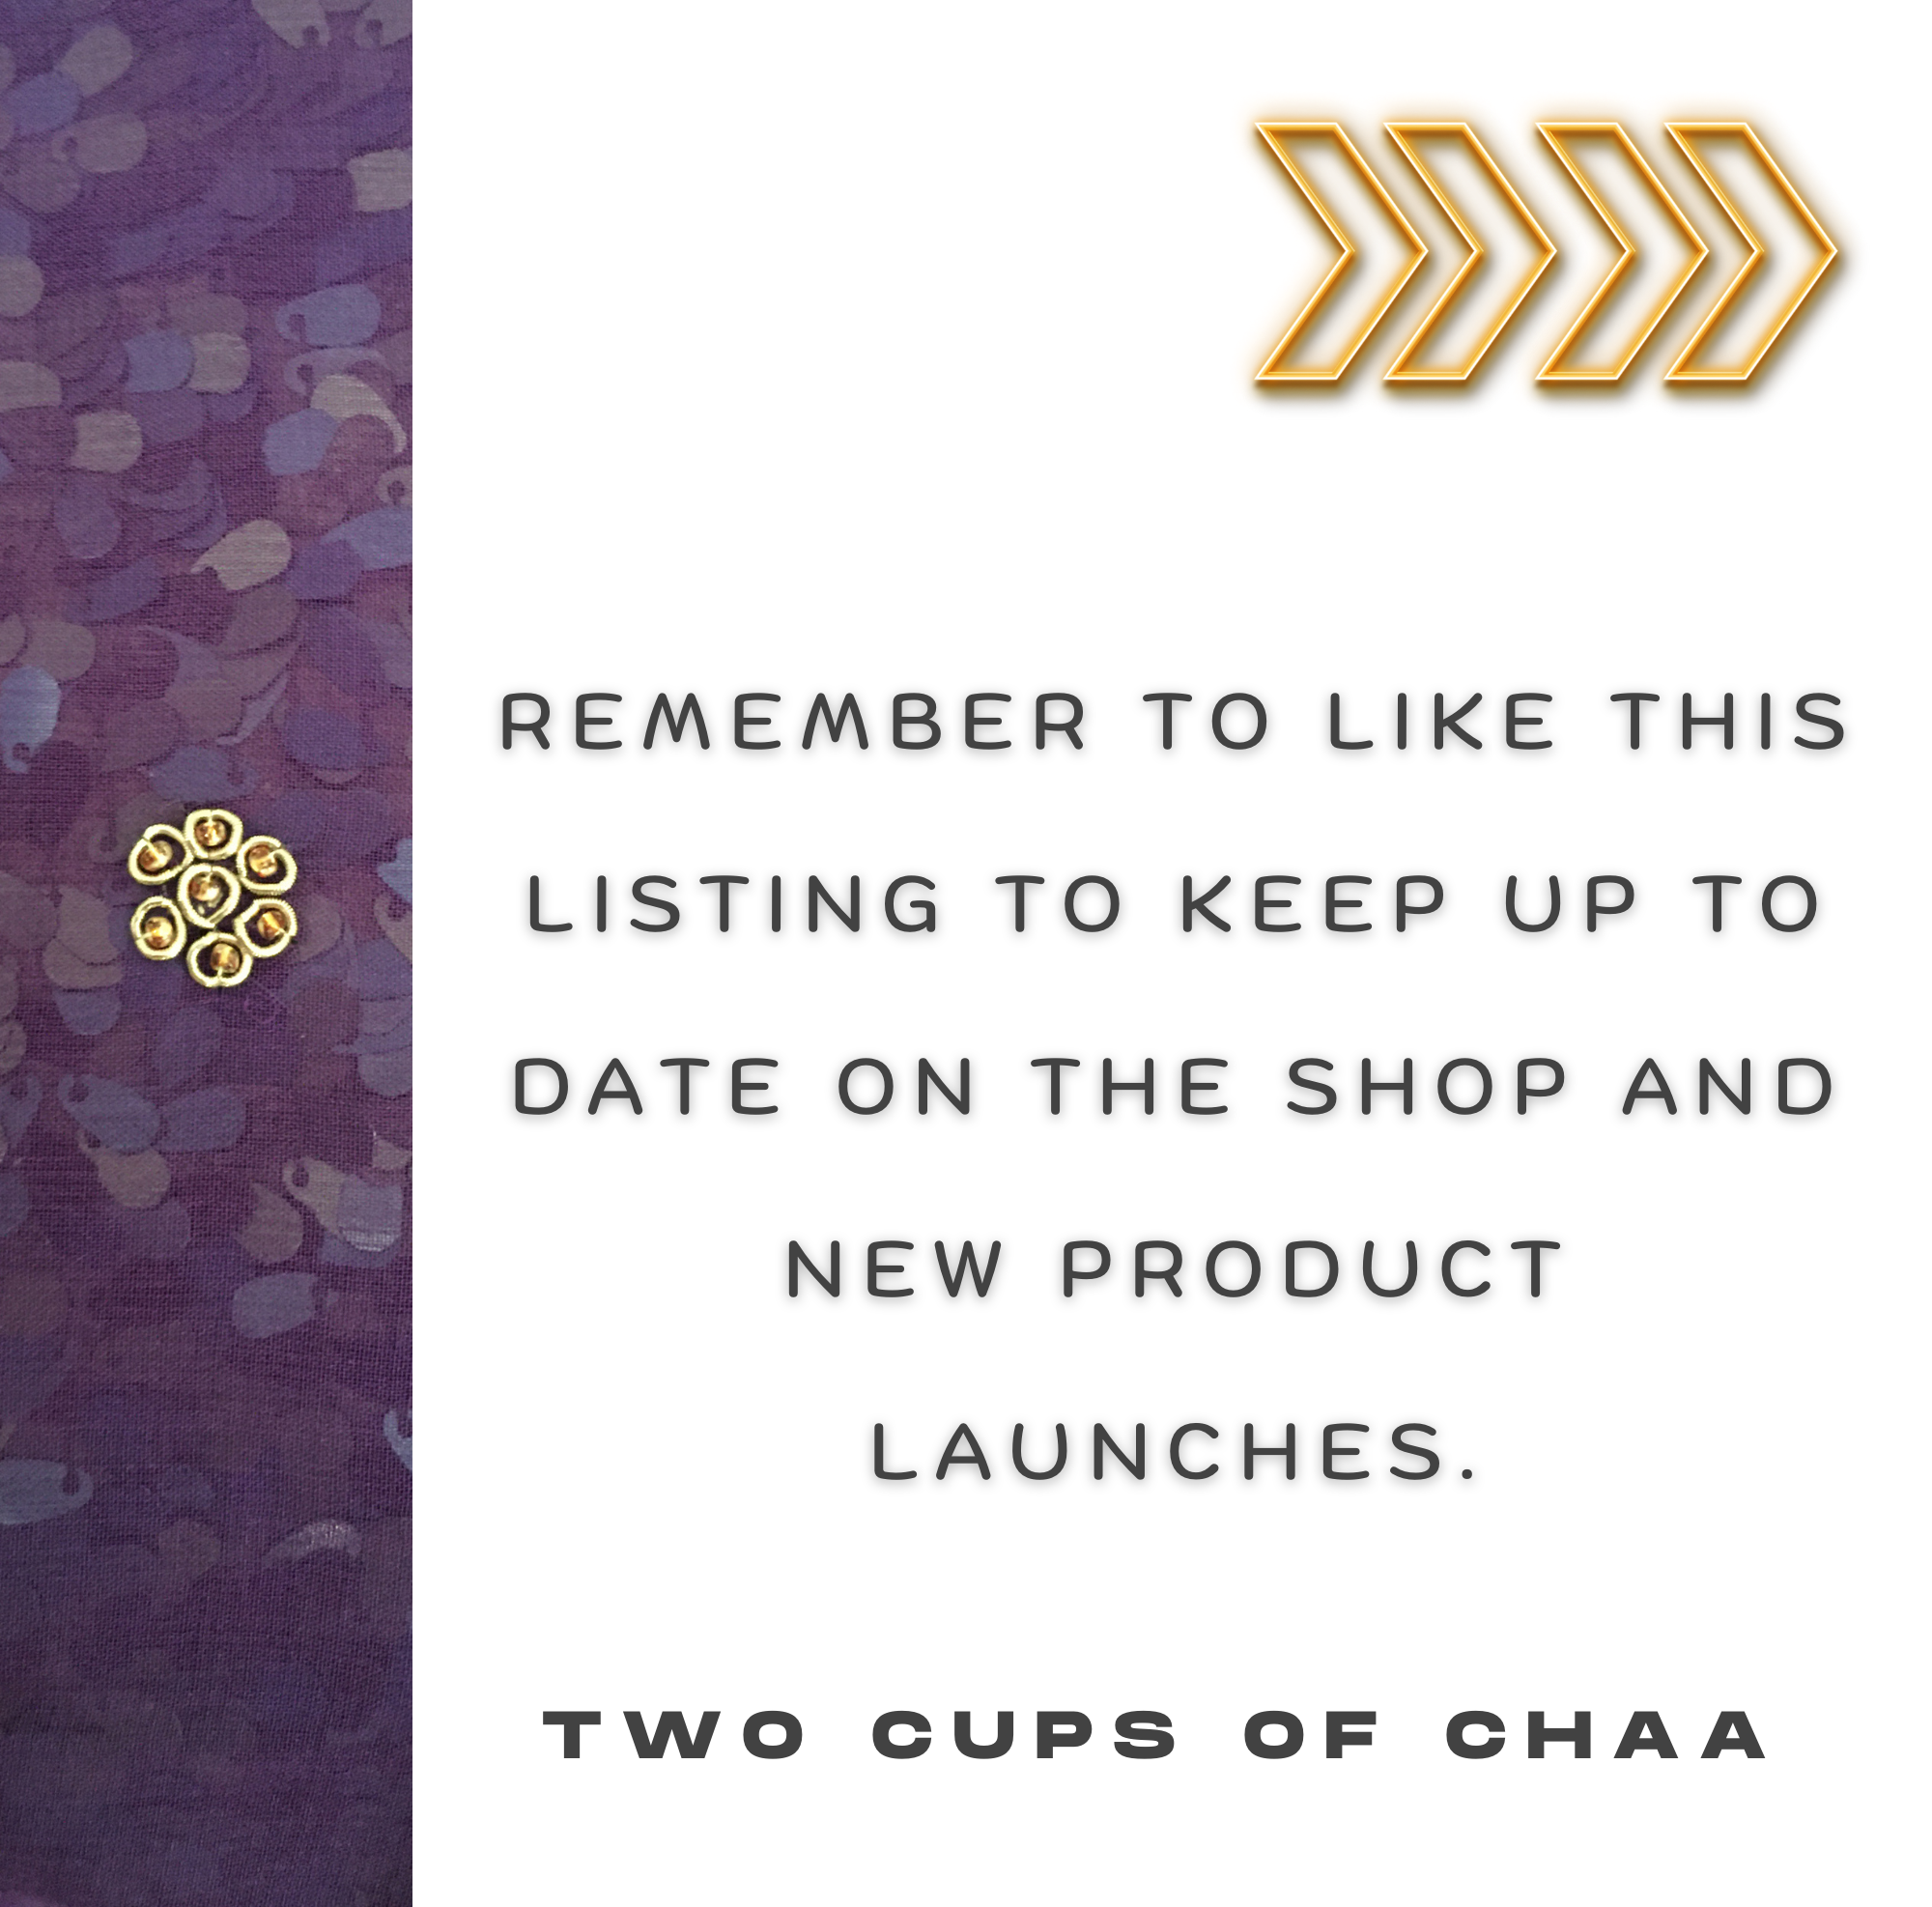 REMEMBER TO LIKE THIS
LISTING TO KEEP UP TO
DATE ON THE SHOP AND
NEW PRODUCT
LAUNCHES.
TWO CUPS OF CHAA